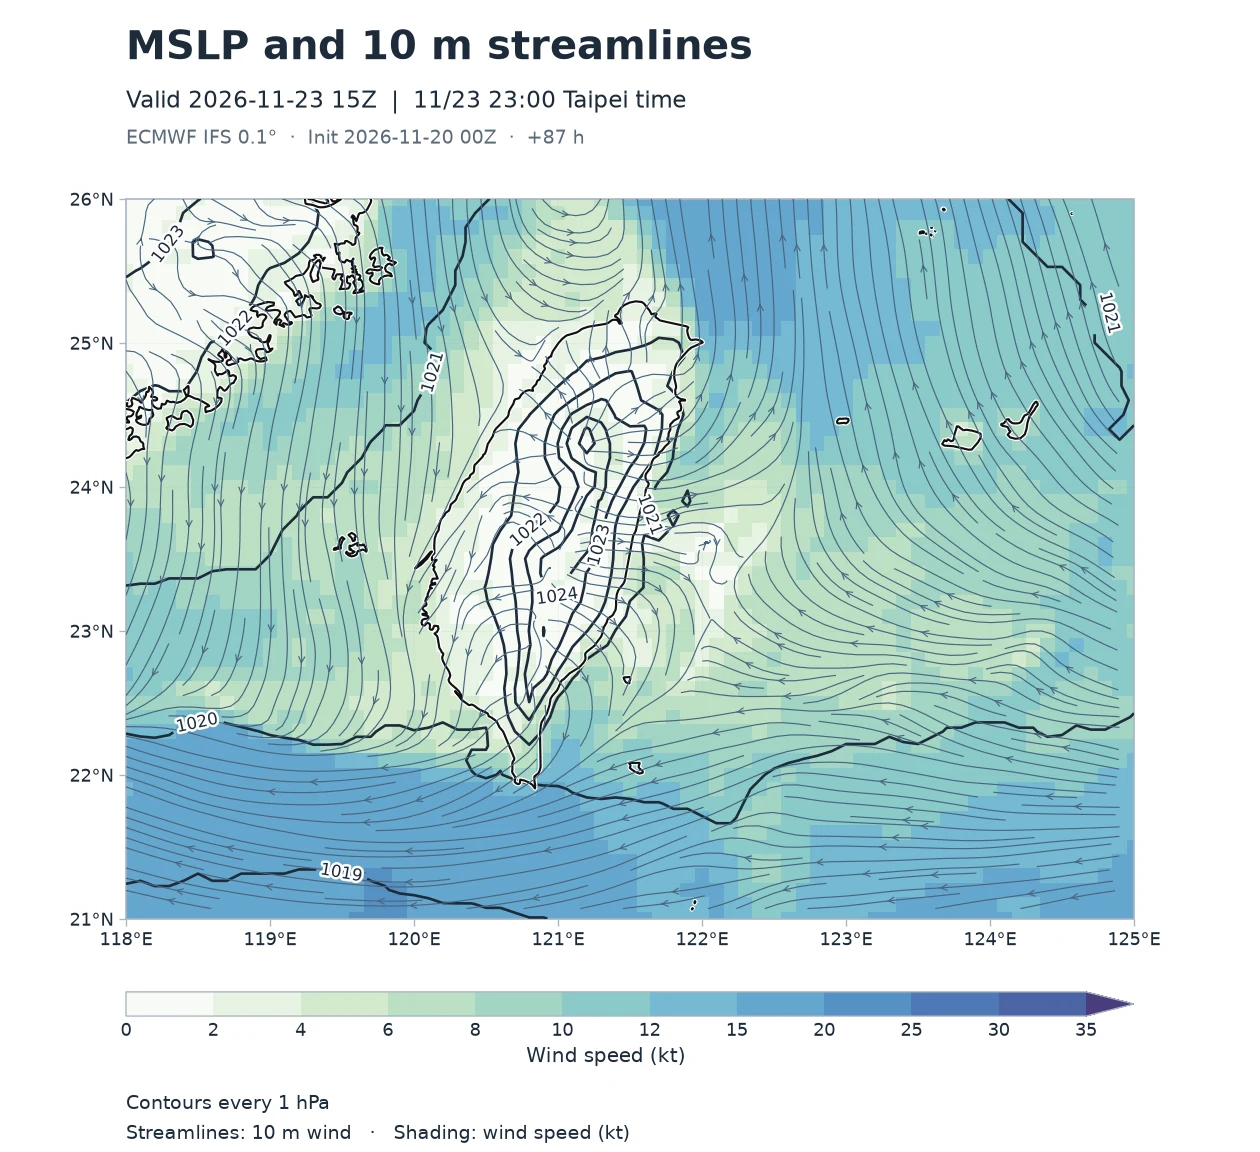 MSLP and 10 m streamlines
Valid 2026-11-23 15Z | 11/23 23:00 Taipei time
ECMWF IFS 0.1° · Init 2026-11-20 00Z · +87 h
26°N
25°N
24°N
23°N
22°N
21°N
1023
1022
1021
1021
1022
1021
1023
1024
1020
1019
118°E 119°E 120°E 121°E 122°E 123°E 124°E 125°E
0 2 4 6 8 10 12 15 20 25 30 35
Wind speed (kt)
Contours every 1 hPa
Streamlines: 10 m wind · Shading: wind speed (kt)